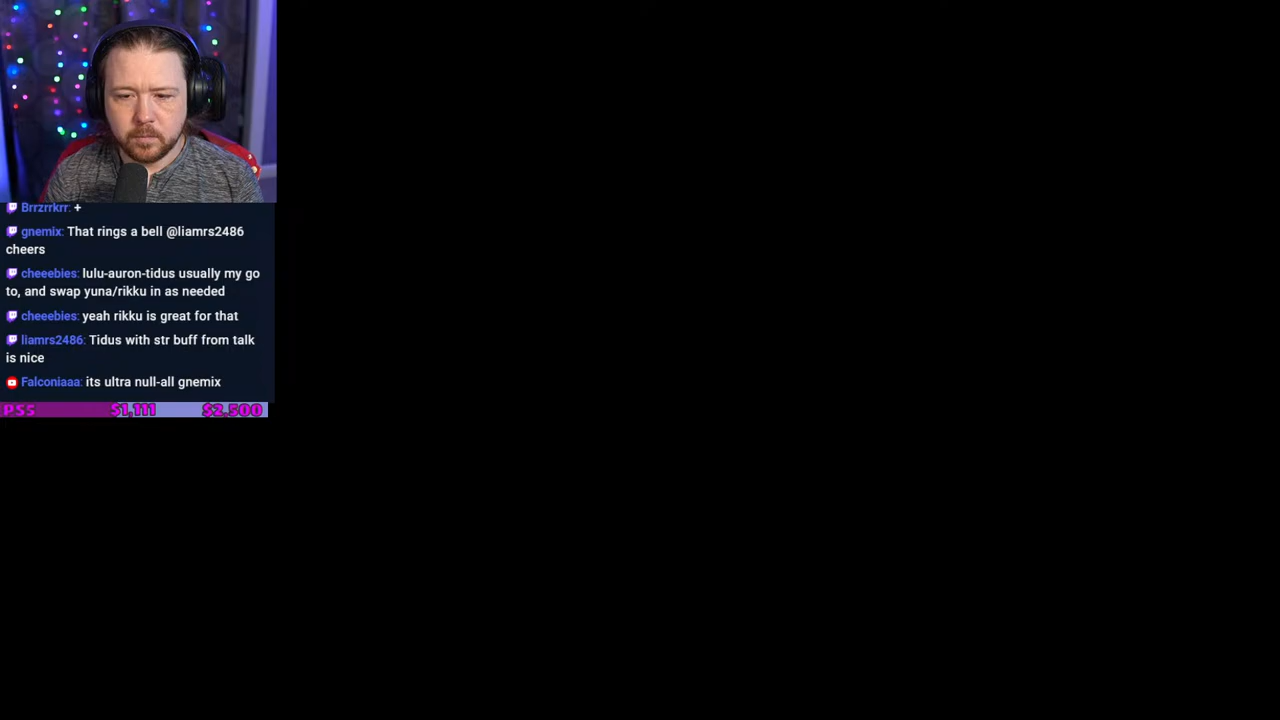 Brrzrrkrr: +
gnemix: That rings a bell @liamrs2486
cheers
cheeebies: lulu-auron-tidus usually my go
to, and swap yuna/rikku in as needed
cheeebies: yeah rikku is great for that
liamrs2486: Tidus with str buff from talk
is nice
Falconiaaa: its ultra null-all gnemix
PS5 $1,111 $2,500